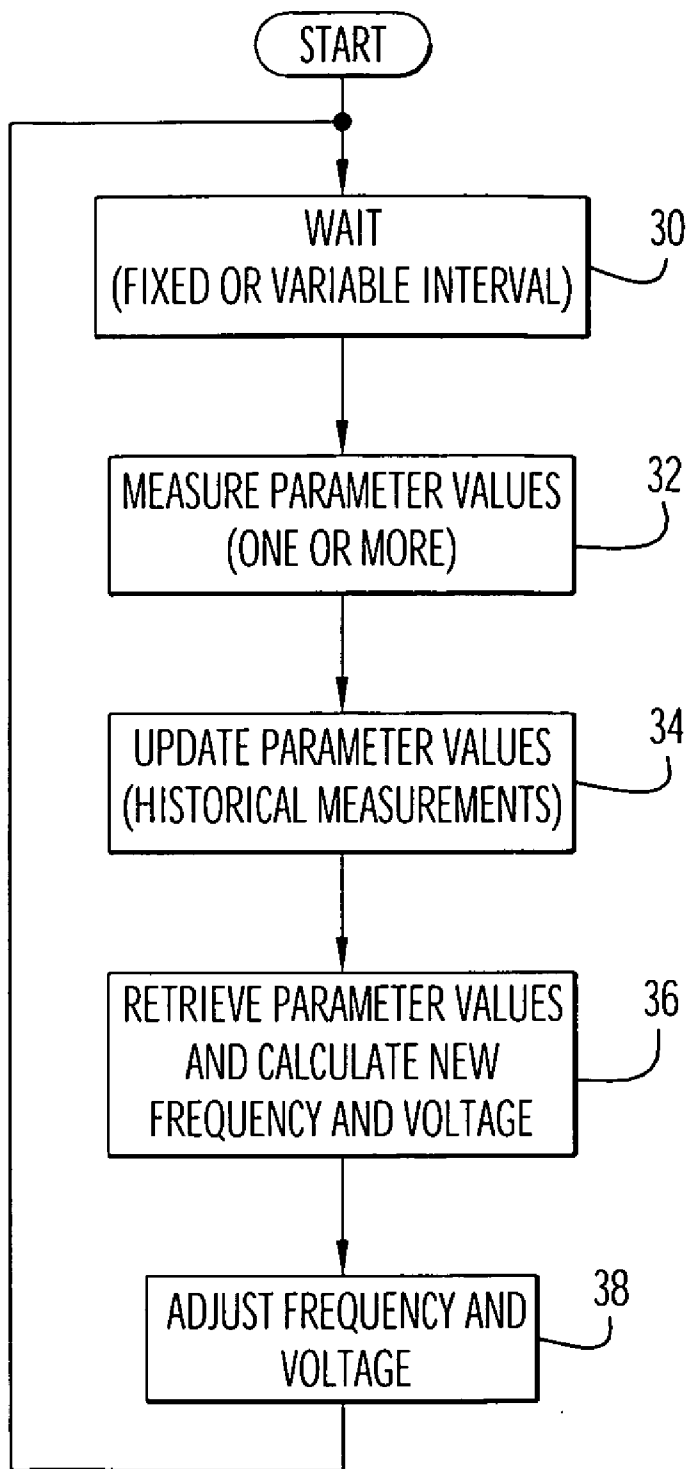 START
WAIT
(FIXED OR VARIABLE INTERVAL)
30
MEASURE PARAMETER VALUES
(ONE OR MORE)
32
UPDATE PARAMETER VALUES
(HISTORICAL MEASUREMENTS)
34
RETRIEVE PARAMETER VALUES
AND CALCULATE NEW
FREQUENCY AND VOLTAGE
36
ADJUST FREQUENCY AND
VOLTAGE
38